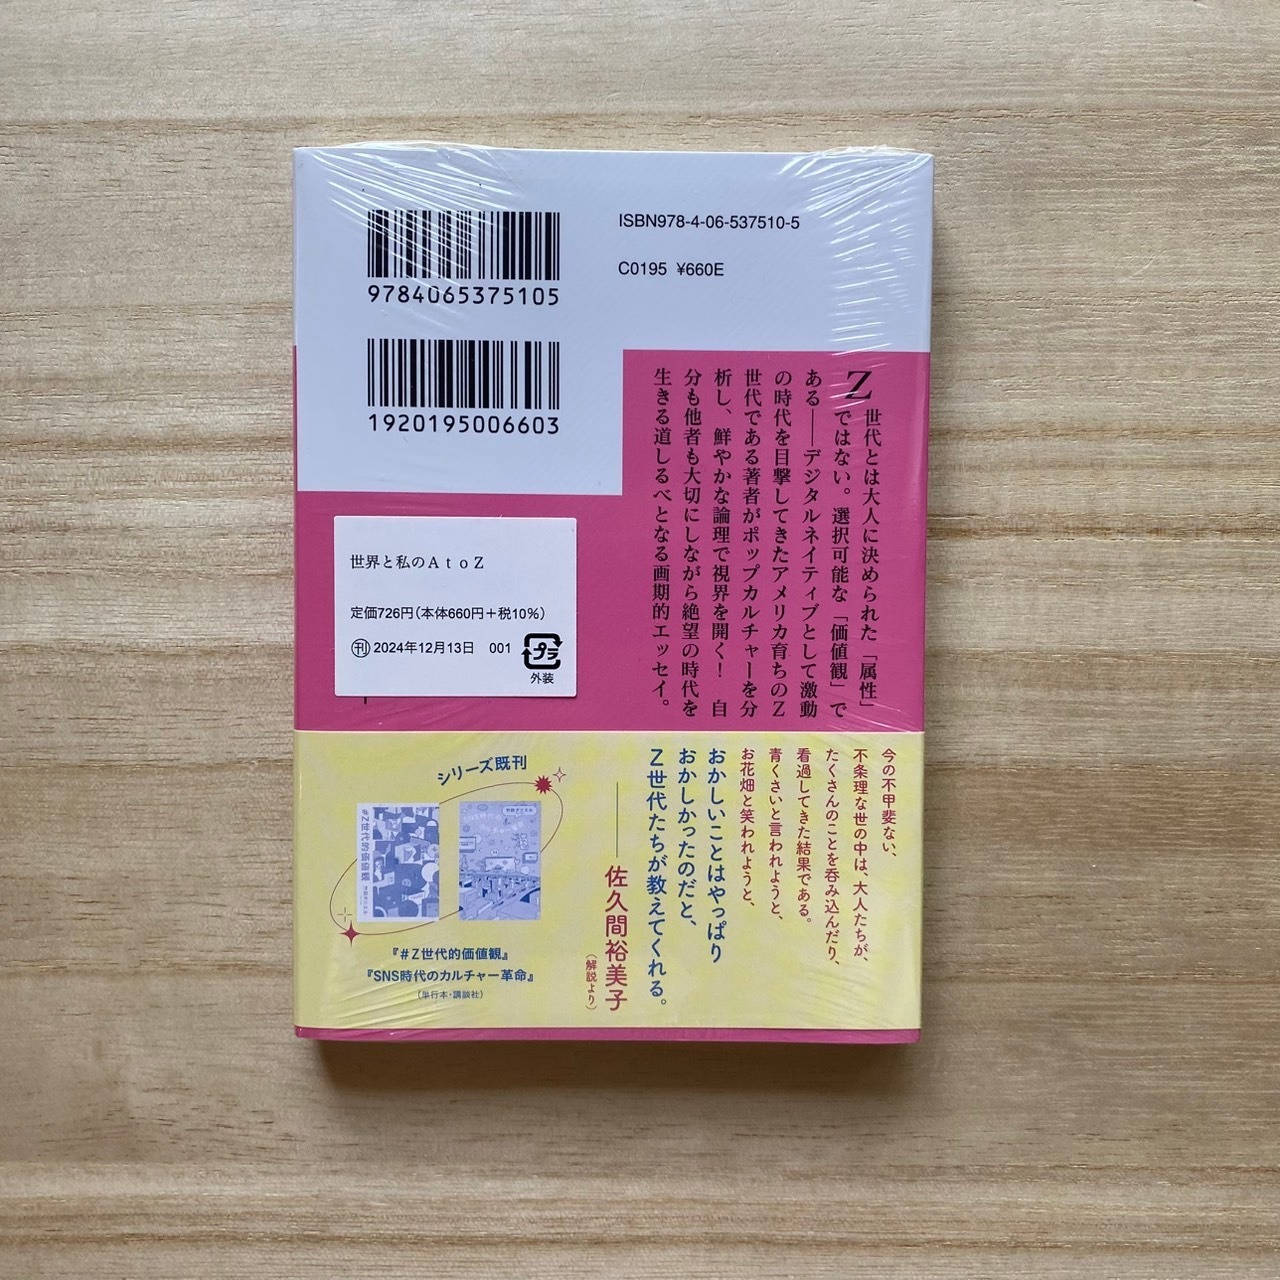 9784065375105
ISBN978-4-06-537510-5
C0195 ¥660E
1920195006603
Z世代とは大人に決められた「属性」
ではない。選択可能な「価値観」で
ある――デジタルネイティブとして激動
の時代を目撃してきたアメリカ育ちのZ
世代である著者がポップカルチャーを分
析し、鮮やかな論理で視界を開く！　自
分も他者も大切にしながら絶望の時代を
生きる道しるべとなる画期的エッセイ。
世界と私のＡｔｏＺ
定価726円(本体660円＋税10%)
刊 2024年12月13日 001
プラ
外装
今の不甲斐ない、
不条理な世の中は、大人たちが、
たくさんのことを呑み込んだり、
看過してきた結果である。
青くさいと言われようと、
お花畑と笑われようと、
おかしいことはやっぱり
おかしかったのだと、
Z世代たちが教えてくれる。
――佐久間裕美子
(解説より)
シリーズ既刊
#Z世代的価値観
『#Z世代的価値観』
『SNS時代のカルチャー革命』
(単行本・講談社)